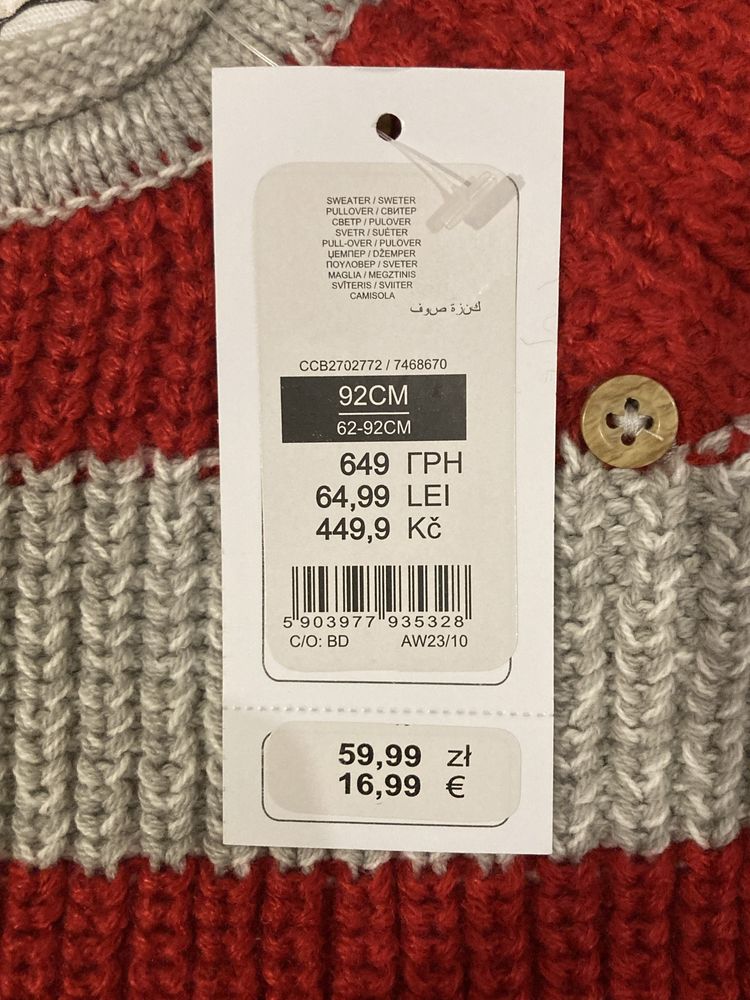 SWEATER / SWETER
PULLOVER / СВИТЕР
СВЕТР / PULOVER
SVETR / SUÉTER
PULL-OVER / PULOVER
ЏЕМПЕР / DŽEMPER
ΠΟΥΛΟΒΕΡ / SVETER
MAGLIA / MEGZTINIS
SVĪTERIS / SVIITER
CAMISOLA
كنزة صوف
CCB2702772 / 7468670
92CM
62-92CM
649 ГРН
64,99 LEI
449,9 Kč
5 903977 935328
C/O: BD AW23/10
59,99 zł
16,99 €